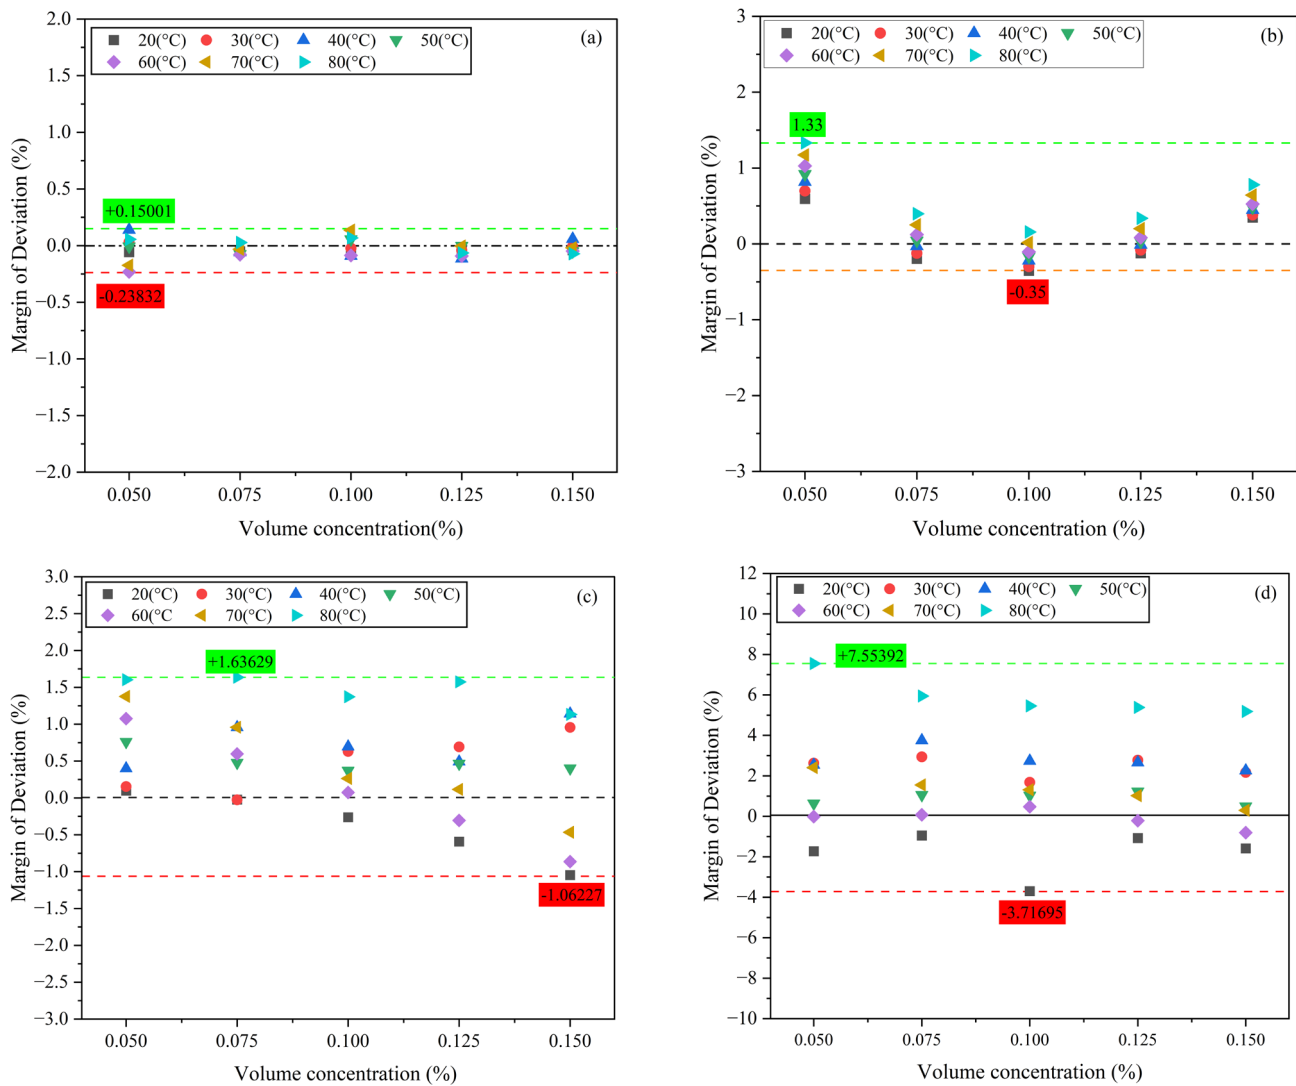 (a)
20(°C) 30(°C) 40(°C) 50(°C)
60(°C) 70(°C) 80(°C)
2.0
1.5
1.0
0.5
0.0
−0.5
−1.0
−1.5
−2.0
Margin of Deviation (%)
+0.15001
-0.23832
0.050 0.075 0.100 0.125 0.150
Volume concentration(%)
(b)
20(°C) 30(°C) 40(°C) 50(°C)
60(°C) 70(°C) 80(°C)
3
2
1
0
−1
−2
−3
Margin of Deviation (%)
1.33
-0.35
0.050 0.075 0.100 0.125 0.150
Volume concentration (%)
(c)
20(°C) 30(°C) 40(°C) 50(°C)
60(°C 70(°C) 80(°C)
3.0
2.5
2.0
1.5
1.0
0.5
0.0
−0.5
−1.0
−1.5
−2.0
−2.5
−3.0
Margin of Deviation (%)
+1.63629
-1.06227
0.050 0.075 0.100 0.125 0.150
Volume concentration (%)
(d)
20(°C) 30(°C) 40(°C) 50(°C)
60(°C) 70(°C) 80(°C)
12
10
8
6
4
2
0
−2
−4
−6
−8
−10
Margin of Deviation (%)
+7.55392
-3.71695
0.050 0.075 0.100 0.125 0.150
Volume concentration (%)